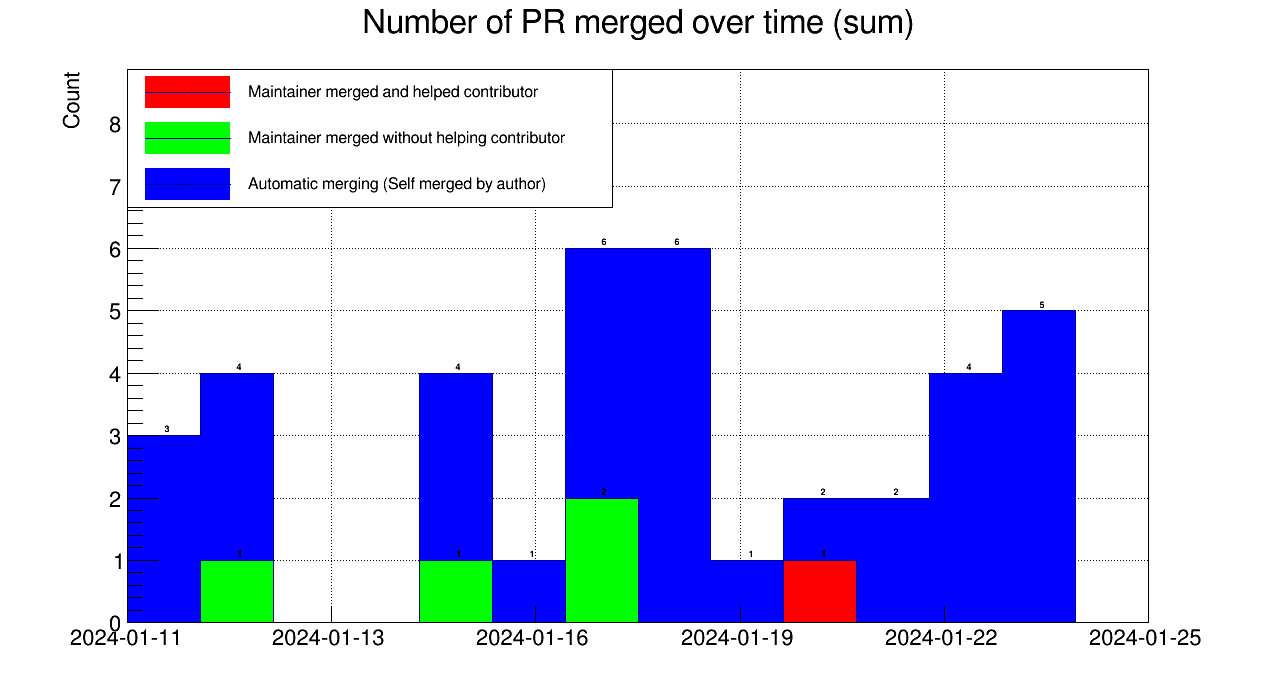 Number of PR merged over time (sum)
Count
Maintainer merged and helped contributor
Maintainer merged without helping contributor
Automatic merging (Self merged by author)
8
7
6
5
4
3
2
1
0
6 6
5
4 4 4
3
2 2 2
1 1 1 1 1
2024-01-11 2024-01-13 2024-01-16 2024-01-19 2024-01-22 2024-01-25